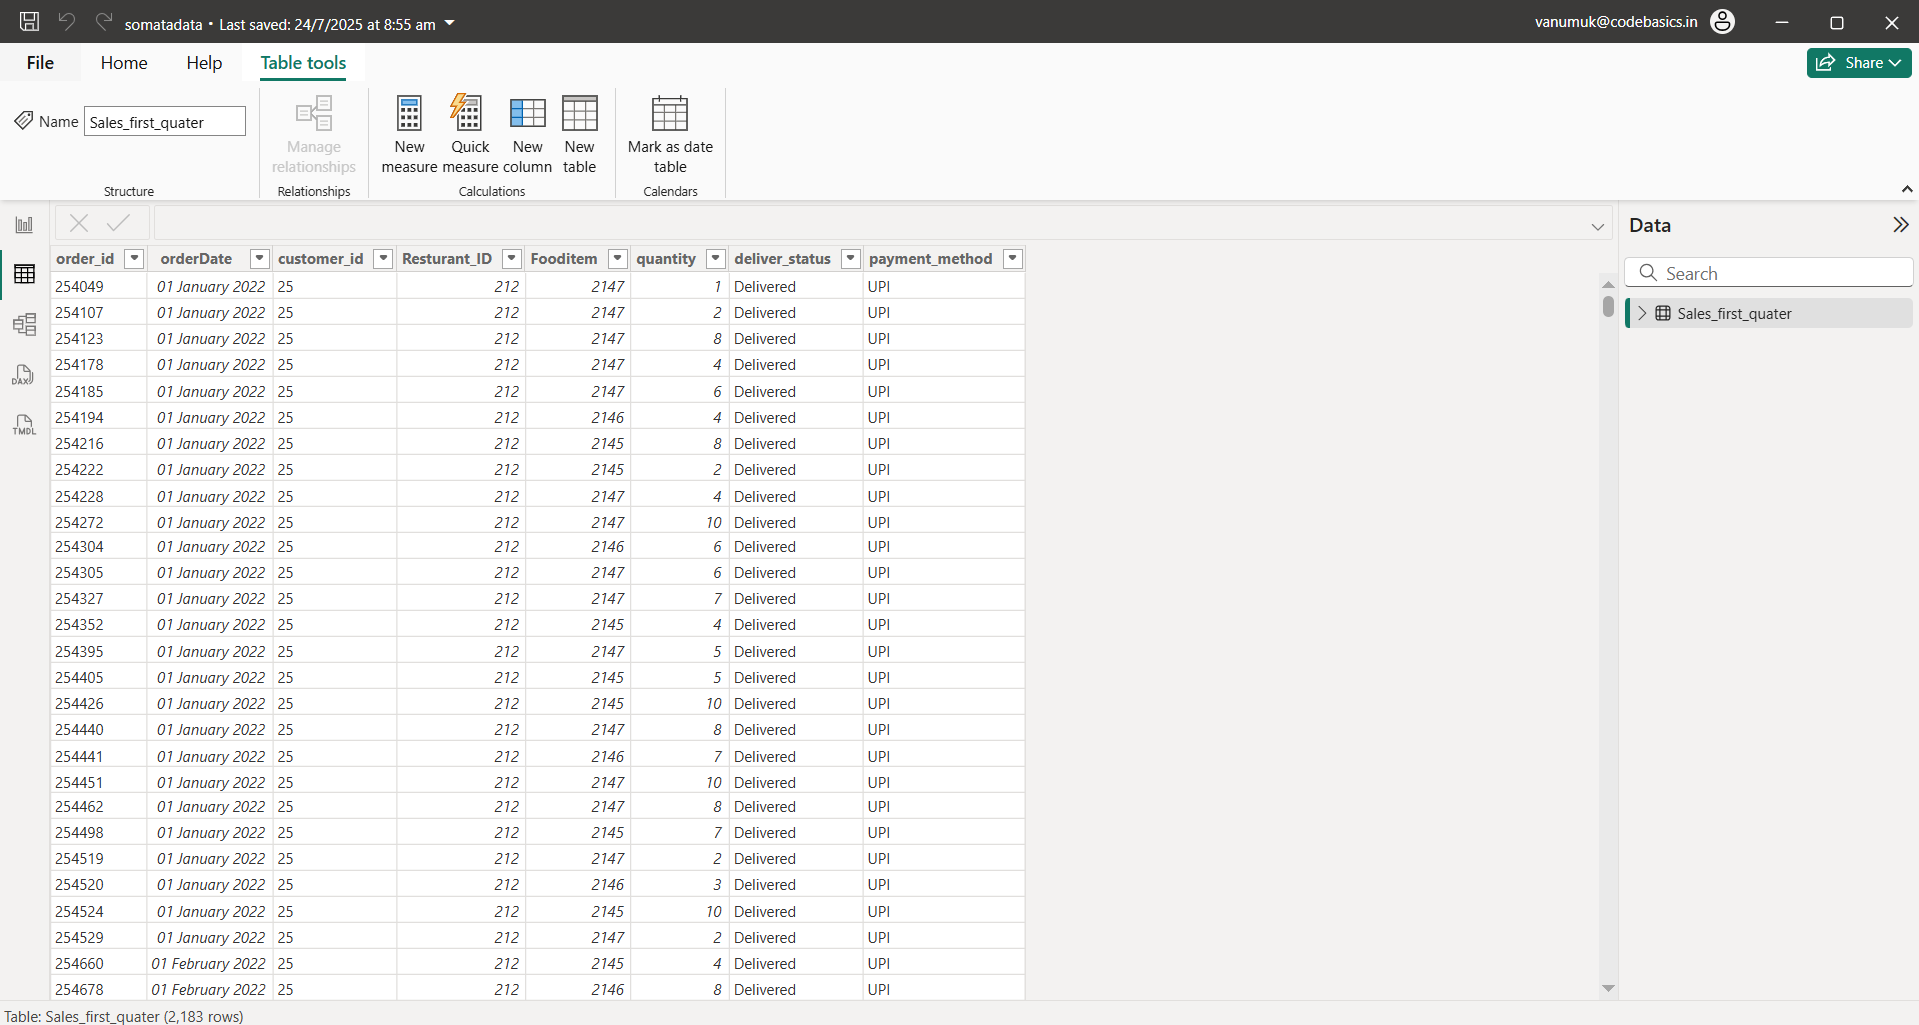 somatadata • Last saved: 24/7/2025 at 8:55 am
vanumuk@codebasics.in
File Home Help Table tools
Share
Name Sales_first_quater
Manage relationships
New measure
Quick measure
New column
New table
Mark as date table
Structure
Relationships
Calculations
Calendars
Data
Search
Sales_first_quater
DAX
TMDL
order_id orderDate customer_id Resturant_ID Fooditem quantity deliver_status payment_method
254049 01 January 2022 25 212 2147 1 Delivered UPI
254107 01 January 2022 25 212 2147 2 Delivered UPI
254123 01 January 2022 25 212 2147 8 Delivered UPI
254178 01 January 2022 25 212 2147 4 Delivered UPI
254185 01 January 2022 25 212 2147 6 Delivered UPI
254194 01 January 2022 25 212 2146 4 Delivered UPI
254216 01 January 2022 25 212 2145 8 Delivered UPI
254222 01 January 2022 25 212 2145 2 Delivered UPI
254228 01 January 2022 25 212 2147 4 Delivered UPI
254272 01 January 2022 25 212 2147 10 Delivered UPI
254304 01 January 2022 25 212 2146 6 Delivered UPI
254305 01 January 2022 25 212 2147 6 Delivered UPI
254327 01 January 2022 25 212 2147 7 Delivered UPI
254352 01 January 2022 25 212 2145 4 Delivered UPI
254395 01 January 2022 25 212 2147 5 Delivered UPI
254405 01 January 2022 25 212 2145 5 Delivered UPI
254426 01 January 2022 25 212 2145 10 Delivered UPI
254440 01 January 2022 25 212 2147 8 Delivered UPI
254441 01 January 2022 25 212 2146 7 Delivered UPI
254451 01 January 2022 25 212 2147 10 Delivered UPI
254462 01 January 2022 25 212 2147 8 Delivered UPI
254498 01 January 2022 25 212 2145 7 Delivered UPI
254519 01 January 2022 25 212 2147 2 Delivered UPI
254520 01 January 2022 25 212 2146 3 Delivered UPI
254524 01 January 2022 25 212 2145 10 Delivered UPI
254529 01 January 2022 25 212 2147 2 Delivered UPI
254660 01 February 2022 25 212 2145 4 Delivered UPI
254678 01 February 2022 25 212 2146 8 Delivered UPI
Table: Sales_first_quater (2,183 rows)